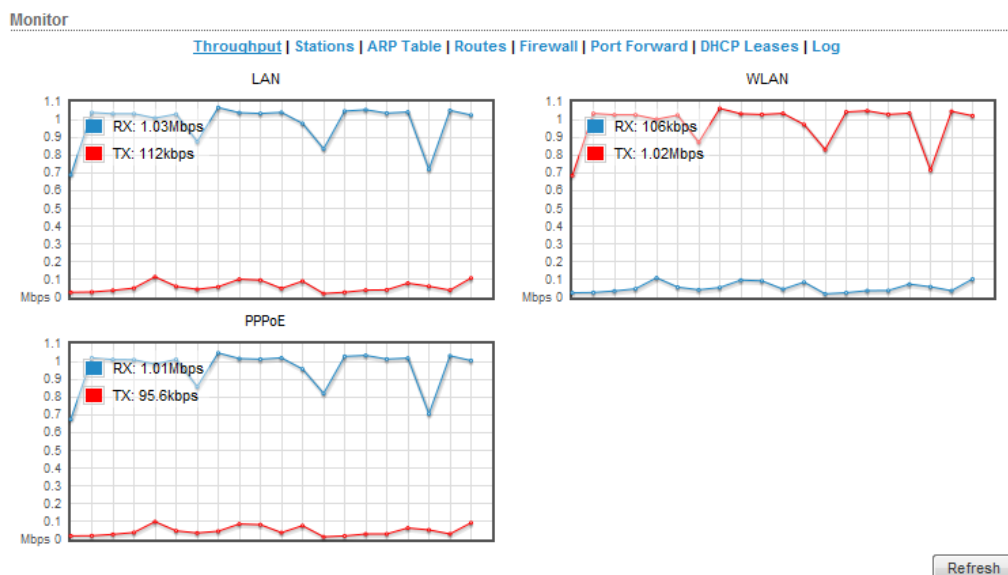 Monitor
Throughput | Stations | ARP Table | Routes | Firewall | Port Forward | DHCP Leases | Log
LAN
1.1
1
0.9
0.8
0.7
0.6
0.5
0.4
0.3
0.2
0.1
Mbps 0
RX: 1.03Mbps
TX: 112kbps
WLAN
1.1
1
0.9
0.8
0.7
0.6
0.5
0.4
0.3
0.2
0.1
Mbps 0
RX: 106kbps
TX: 1.02Mbps
PPPoE
1.1
1
0.9
0.8
0.7
0.6
0.5
0.4
0.3
0.2
0.1
Mbps 0
RX: 1.01Mbps
TX: 95.6kbps
Refresh